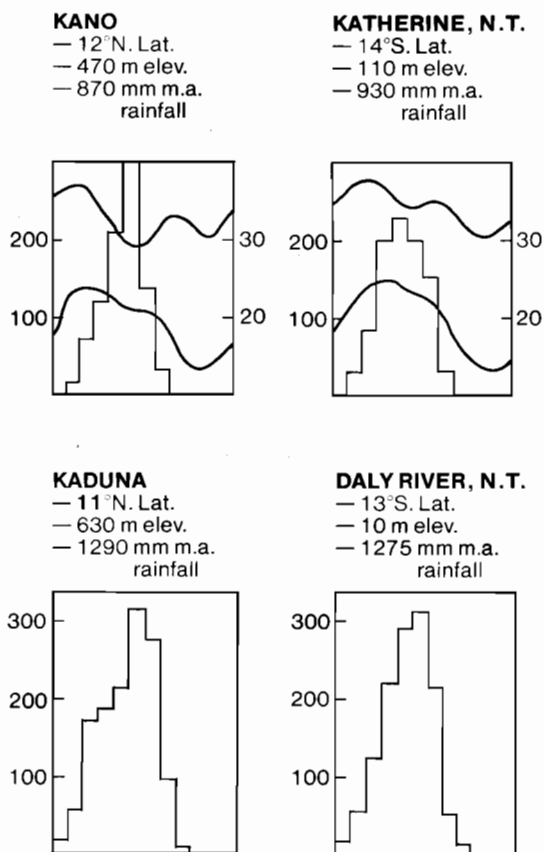 KANO
— 12°N. Lat.
— 470 m elev.
— 870 mm m.a.
rainfall
200
100
30
20
KATHERINE, N.T.
— 14°S. Lat.
— 110 m elev.
— 930 mm m.a.
rainfall
200
100
30
20
KADUNA
— 11°N. Lat.
— 630 m elev.
— 1290 mm m.a.
rainfall
300
200
100
DALY RIVER, N.T.
— 13°S. Lat.
— 10 m elev.
— 1275 mm m.a.
rainfall
300
200
100